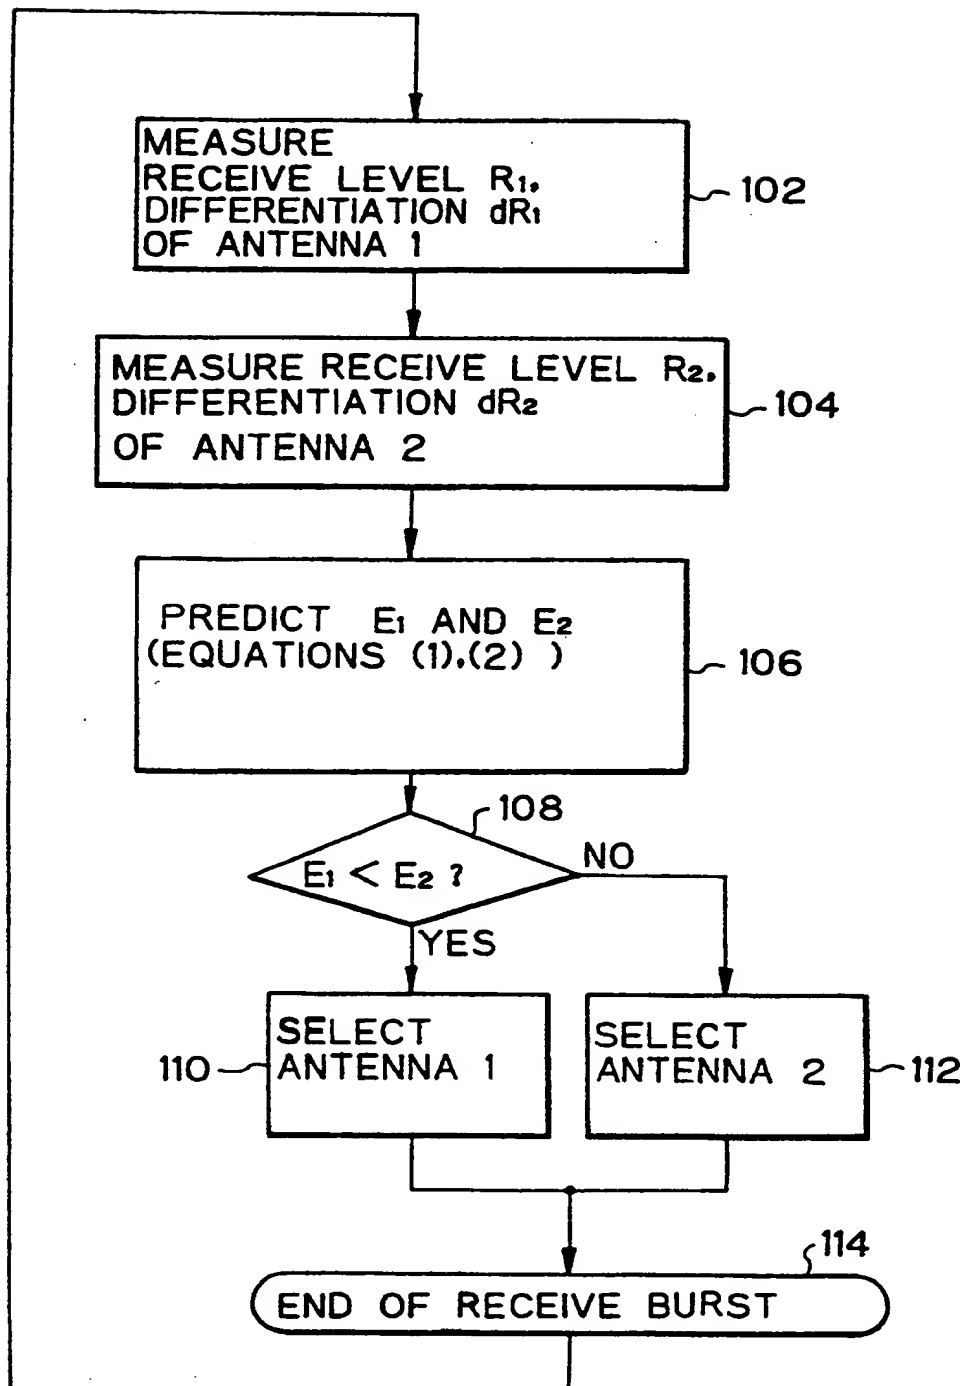 MEASURE
RECEIVE LEVEL R1,
DIFFERENTIATION dR1
OF ANTENNA 1
102
MEASURE RECEIVE LEVEL R2,
DIFFERENTIATION dR2
OF ANTENNA 2
104
PREDICT E1 AND E2
(EQUATIONS (1),(2) )
106
108
E1 < E2 ?
NO
YES
SELECT
ANTENNA 1
110
SELECT
ANTENNA 2
112
114
END OF RECEIVE BURST